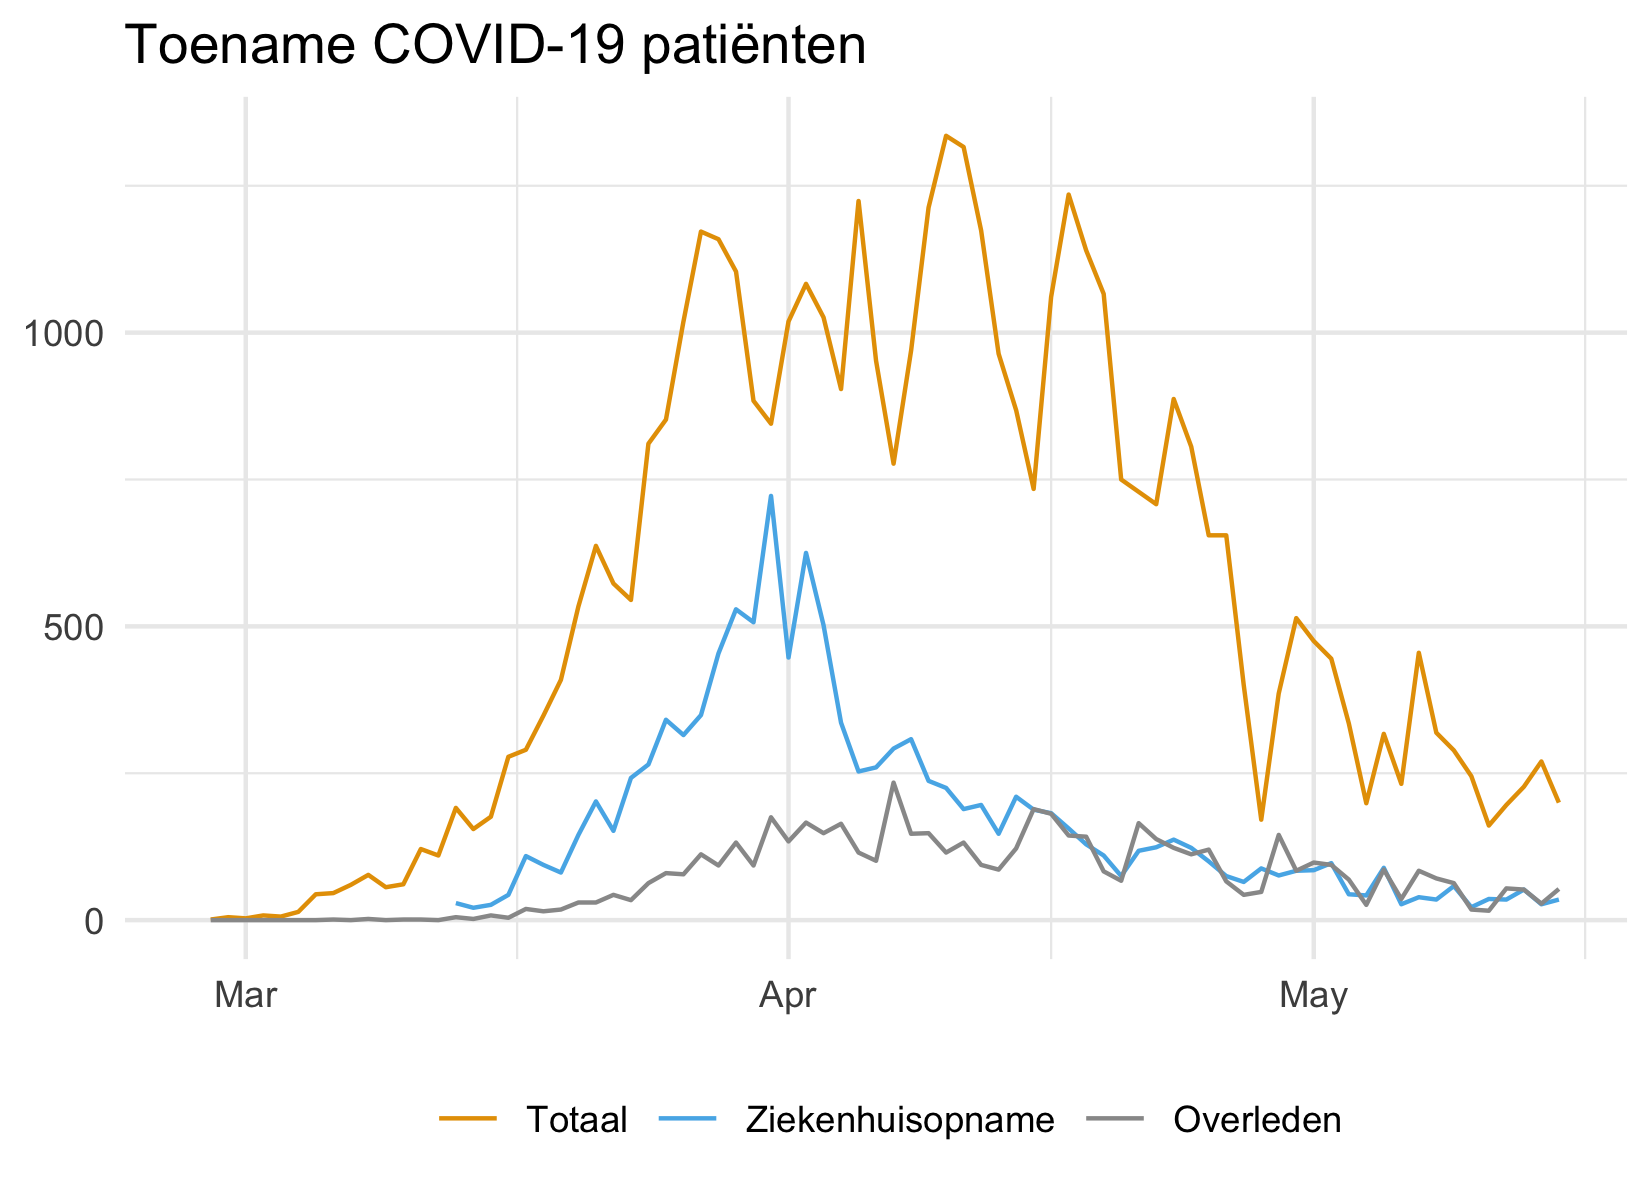 Toename COVID-19 patiënten
1000
500
0
Mar Apr May
Totaal Ziekenhuisopname Overleden